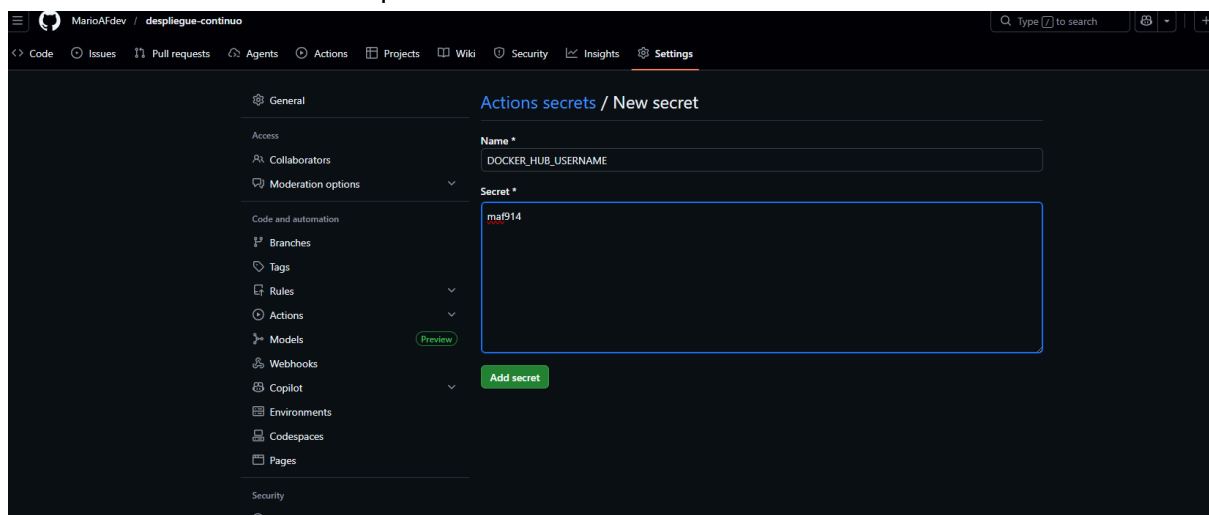 MarioAFdev / despliegue-continuo
Type / to search
Code Issues Pull requests Agents Actions Projects Wiki Security Insights Settings
General
Access
Collaborators
Moderation options
Code and automation
Branches
Tags
Rules
Actions
Models Preview
Webhooks
Copilot
Environments
Codespaces
Pages
Security
Actions secrets / New secret
Name *
DOCKER_HUB_USERNAME
Secret *
maf914
Add secret